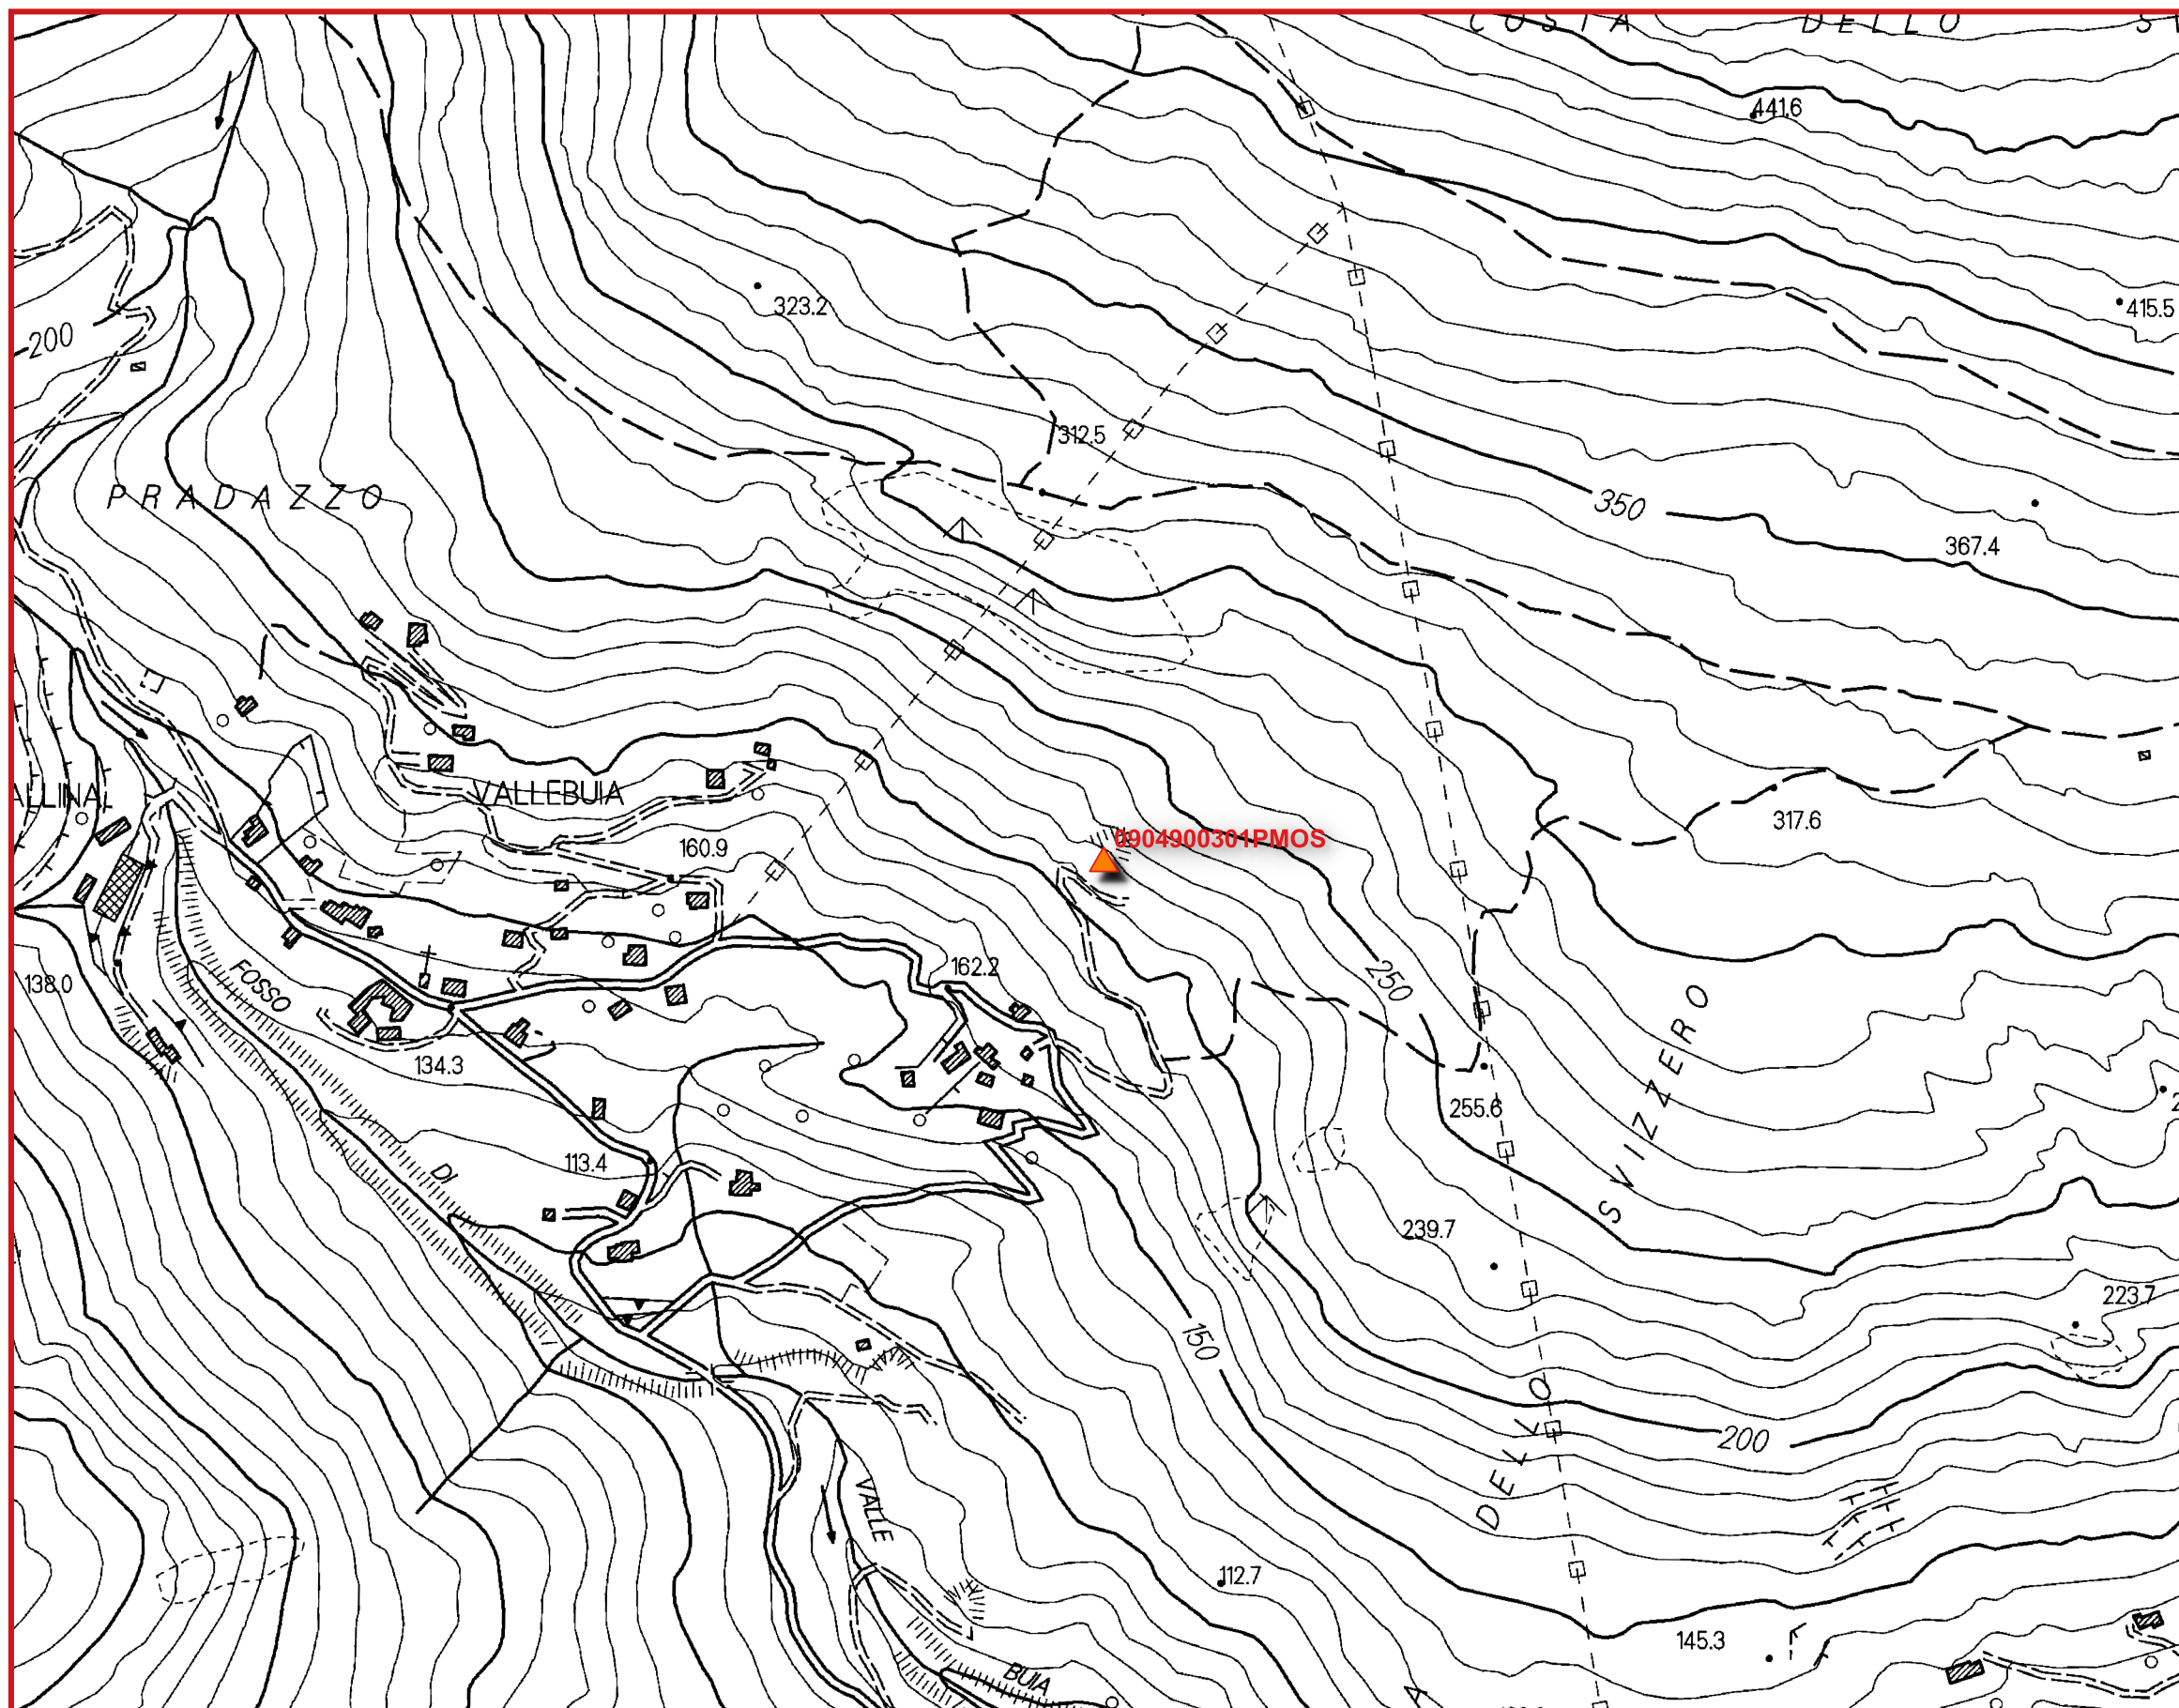 COSTA DELLO
441.6
323.2
415.5
200
312.5
350
PRADAZZO
367.4
VALLEBUIA
ALLINA
317.6
0904900301PMOS
160.9
162.2
250
138.0
FOSSO
134.3
SVIZZERO
255.6
113.4
DI
239.7
223.7
150
DELLO
200
VALLE
112.7
145.3
BUIA